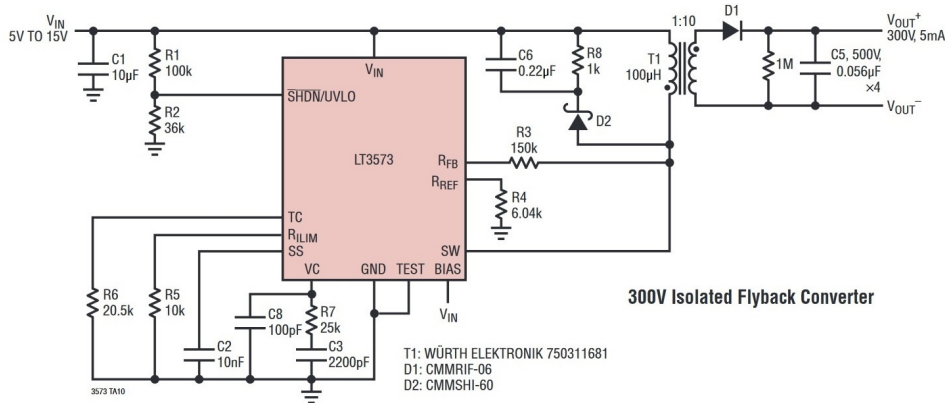 VIN
5V TO 15V
C1
10µF
R1
100k
R2
36k
VIN
SHDN/UVLO
LT3573
RFB
RREF
TC
RILIM
SS
SW
VC
GND
TEST
BIAS
VIN
C6
0.22µF
R8
1k
D2
R3
150k
R4
6.04k
T1
100µH
1:10
D1
VOUT+
300V, 5mA
1M
C5, 500V,
0.056µF
×4
VOUT–
R6
20.5k
R5
10k
C2
10nF
C8
100pF
R7
25k
C3
2200pF
300V Isolated Flyback Converter
T1: WÜRTH ELEKTRONIK 750311681
D1: CMMRIF-06
D2: CMMSHI-60
3573 TA10